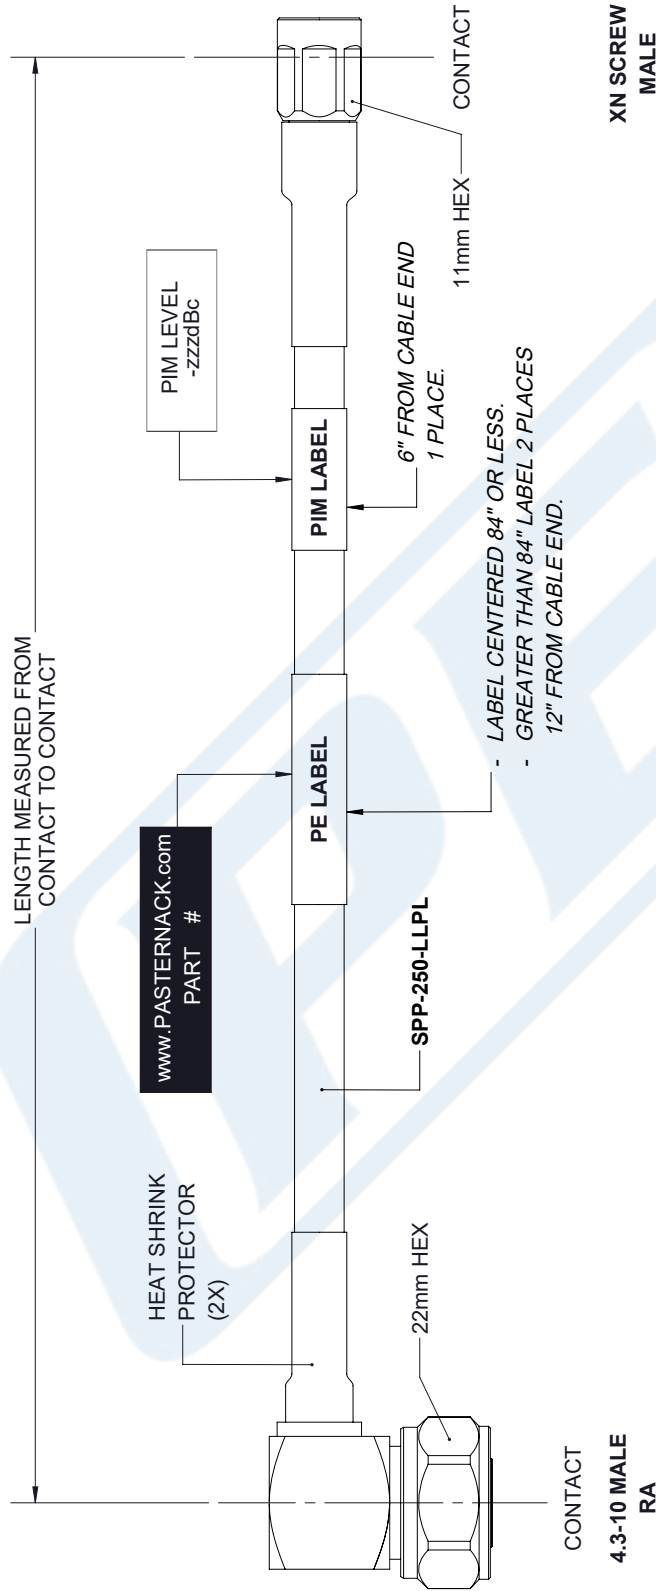 LENGTH MEASURED FROM
CONTACT TO CONTACT
HEAT SHRINK
PROTECTOR
(2X)
www.PASTERNACK.com
PART #
PIM LEVEL
-zzzdBc
PE LABEL
PIM LABEL
22mm HEX
SPP-250-LLPL
- LABEL CENTERED 84" OR LESS.
- GREATER THAN 84" LABEL 2 PLACES
12" FROM CABLE END.
6" FROM CABLE END
1 PLACE.
11mm HEX
CONTACT
4.3-10 MALE
RA
CONTACT
XN SCREW
MALE